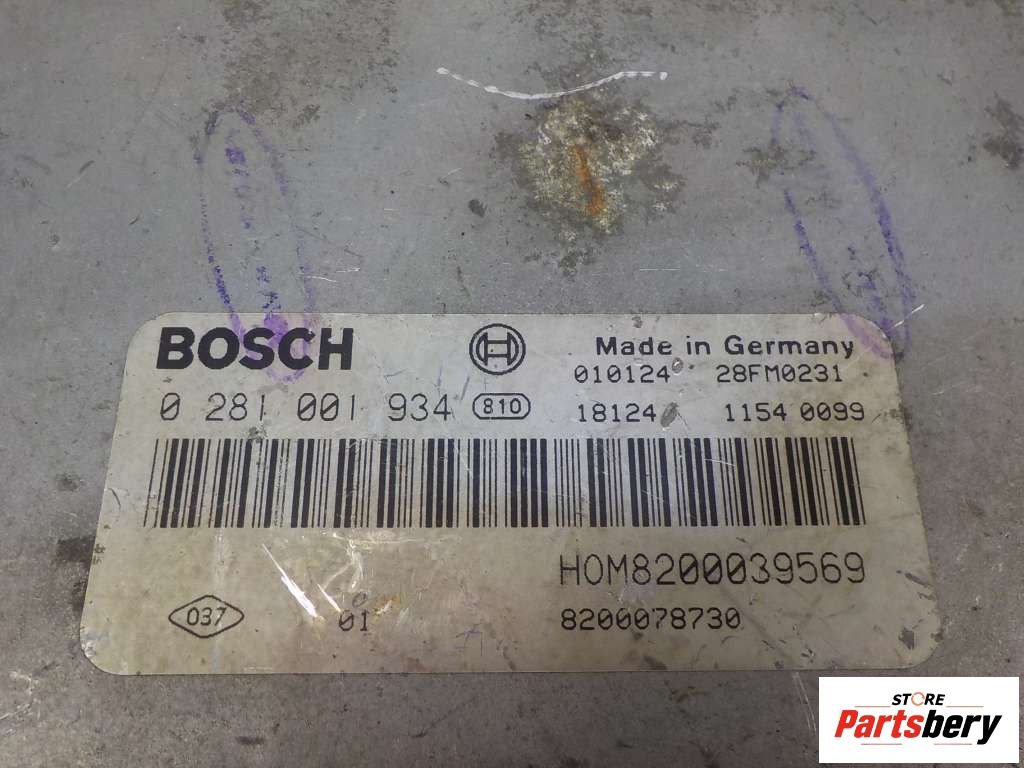 BOSCH
Made in Germany
010124 28FM0231
0 281 001 934 810
18124 1154 0099
HOM8200039569
037 01 8200078730
STORE
Partsbery